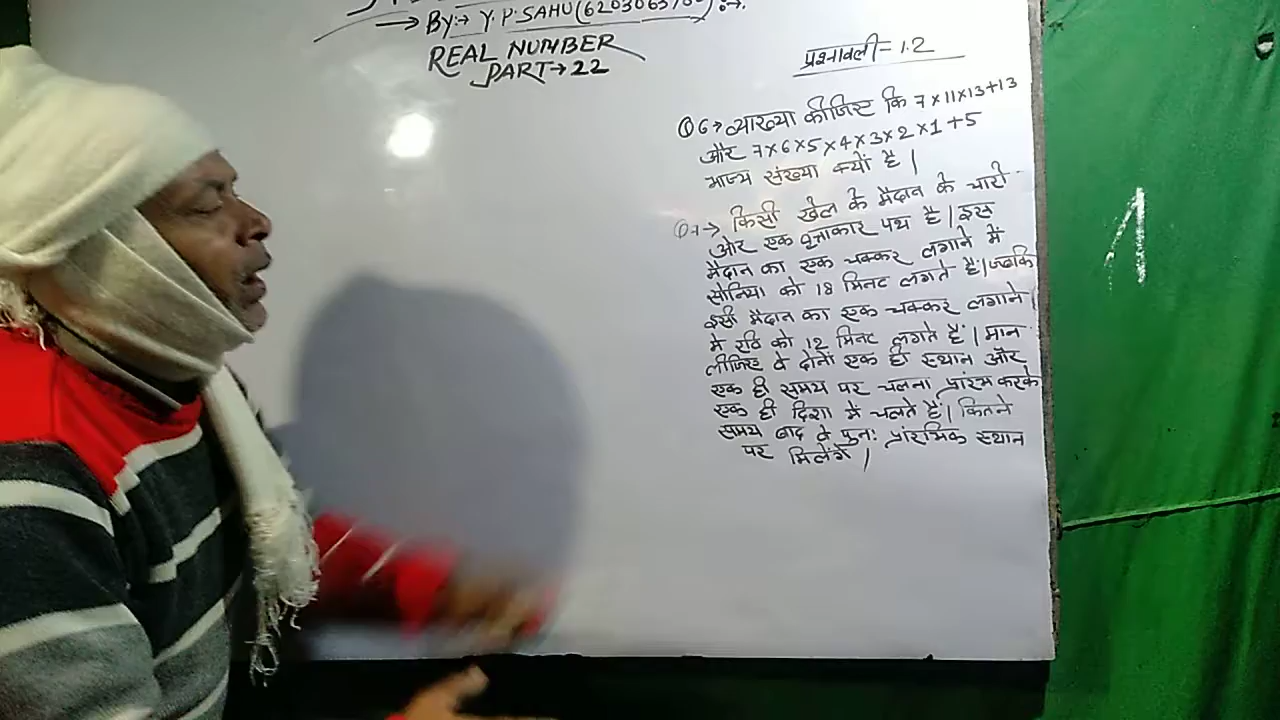 → By:→ Y.P.SAHU
REAL NUMBER
PART→22
प्रश्नावली=1.2
Q6→ व्याख्या कीजिए कि 7×11×13+13
और 7×6×5×4×3×2×1+5
भाज्य संख्या क्यों है |
Q7→ किसी खेल के मैदान के चारो
और एक वृत्ताकार पथ है | इस
मैदान का एक चक्कर लगाने में
सोनिया को 18 मिनट लगते है | जबकि
इसी मैदान का एक चक्कर लगाने
में रवि को 12 मिनट लगते हैं | मान
लीजिए वे दोनों एक ही स्थान और
एक ही समय पर चलना प्रांरभ करके
एक ही दिशा में चलते हैं | कितने
समय बाद वे पुनः प्रांरभिक स्थान
पर मिलेंगे |